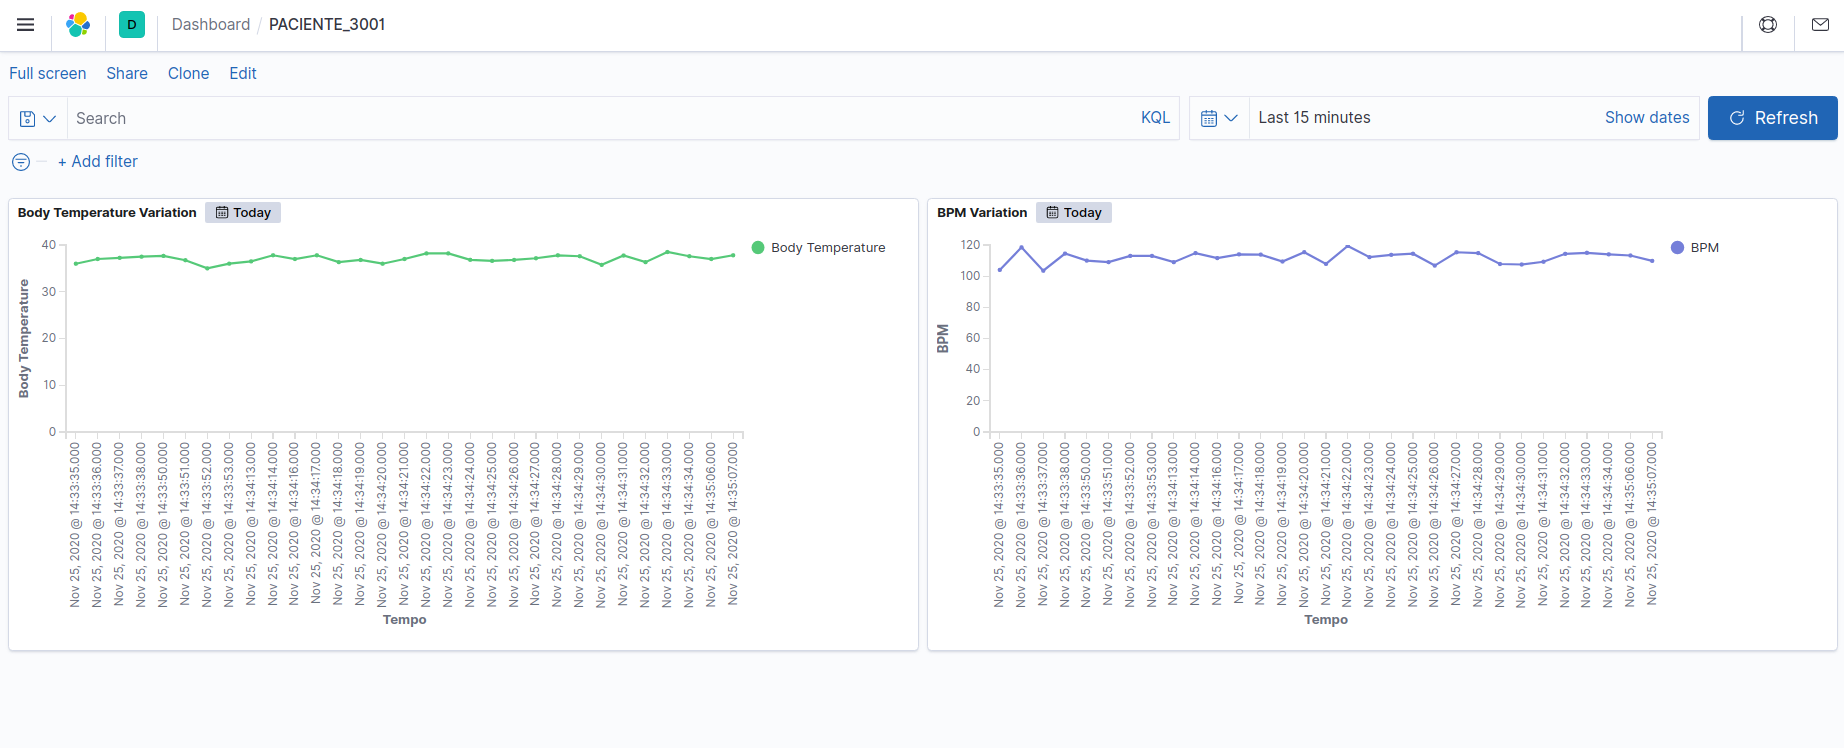 D Dashboard / PACIENTE_3001
Full screen Share Clone Edit
Search KQL Last 15 minutes Show dates Refresh
+ Add filter
Body Temperature Variation Today
40
30
20
10
0
Body Temperature
Body Temperature
Nov 25, 2020 @ 14:33:35.000
Nov 25, 2020 @ 14:33:36.000
Nov 25, 2020 @ 14:33:37.000
Nov 25, 2020 @ 14:33:38.000
Nov 25, 2020 @ 14:33:50.000
Nov 25, 2020 @ 14:33:51.000
Nov 25, 2020 @ 14:33:52.000
Nov 25, 2020 @ 14:33:53.000
Nov 25, 2020 @ 14:34:13.000
Nov 25, 2020 @ 14:34:14.000
Nov 25, 2020 @ 14:34:16.000
Nov 25, 2020 @ 14:34:17.000
Nov 25, 2020 @ 14:34:18.000
Nov 25, 2020 @ 14:34:19.000
Nov 25, 2020 @ 14:34:20.000
Nov 25, 2020 @ 14:34:21.000
Nov 25, 2020 @ 14:34:22.000
Nov 25, 2020 @ 14:34:23.000
Nov 25, 2020 @ 14:34:24.000
Nov 25, 2020 @ 14:34:25.000
Nov 25, 2020 @ 14:34:26.000
Nov 25, 2020 @ 14:34:27.000
Nov 25, 2020 @ 14:34:28.000
Nov 25, 2020 @ 14:34:29.000
Nov 25, 2020 @ 14:34:30.000
Nov 25, 2020 @ 14:34:31.000
Nov 25, 2020 @ 14:34:32.000
Nov 25, 2020 @ 14:34:33.000
Nov 25, 2020 @ 14:34:34.000
Nov 25, 2020 @ 14:35:06.000
Nov 25, 2020 @ 14:35:07.000
Tempo
BPM Variation Today
120
100
80
60
40
20
0
BPM
BPM
Nov 25, 2020 @ 14:33:35.000
Nov 25, 2020 @ 14:33:36.000
Nov 25, 2020 @ 14:33:37.000
Nov 25, 2020 @ 14:33:38.000
Nov 25, 2020 @ 14:33:50.000
Nov 25, 2020 @ 14:33:51.000
Nov 25, 2020 @ 14:33:52.000
Nov 25, 2020 @ 14:33:53.000
Nov 25, 2020 @ 14:34:13.000
Nov 25, 2020 @ 14:34:14.000
Nov 25, 2020 @ 14:34:16.000
Nov 25, 2020 @ 14:34:17.000
Nov 25, 2020 @ 14:34:18.000
Nov 25, 2020 @ 14:34:19.000
Nov 25, 2020 @ 14:34:20.000
Nov 25, 2020 @ 14:34:21.000
Nov 25, 2020 @ 14:34:22.000
Nov 25, 2020 @ 14:34:23.000
Nov 25, 2020 @ 14:34:24.000
Nov 25, 2020 @ 14:34:25.000
Nov 25, 2020 @ 14:34:26.000
Nov 25, 2020 @ 14:34:27.000
Nov 25, 2020 @ 14:34:28.000
Nov 25, 2020 @ 14:34:29.000
Nov 25, 2020 @ 14:34:30.000
Nov 25, 2020 @ 14:34:31.000
Nov 25, 2020 @ 14:34:32.000
Nov 25, 2020 @ 14:34:33.000
Nov 25, 2020 @ 14:34:34.000
Nov 25, 2020 @ 14:35:06.000
Nov 25, 2020 @ 14:35:07.000
Tempo